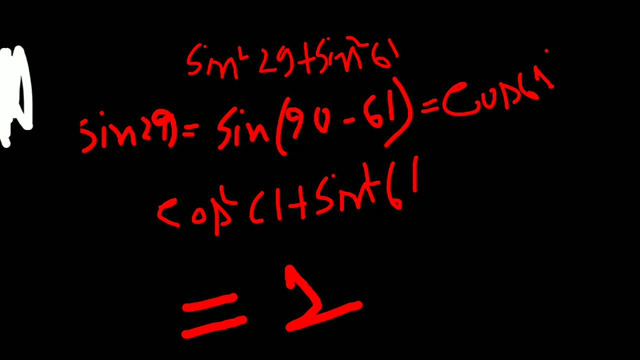 sin²29+sin²61
sin29=sin(90-61)=cos61°
cos²61+sin²61
=1